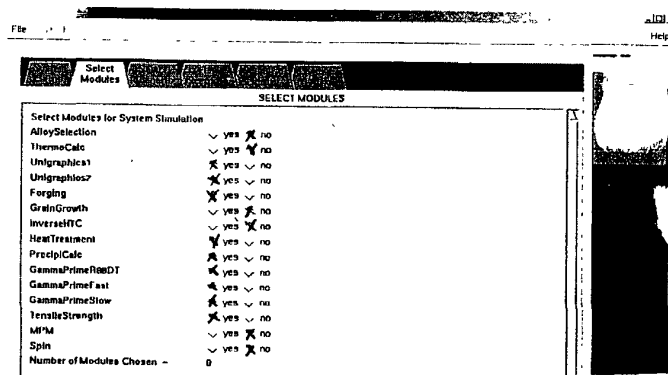 File
Help
Select
Modules
SELECT MODULES
Select Modules for System Simulation
AlloySelection yes no
ThermoCalc yes no
Unigraphics1 yes no
Unigraphics2 yes no
Forging yes no
GrainGrowth yes no
InverseHTC yes no
HeatTreatment yes no
PrecipiCalc yes no
GammaPrimeResDT yes no
GammaPrimeFast yes no
GammaPrimeSlow yes no
TensileStrength yes no
MPM yes no
Spin yes no
Number of Modules Chosen –